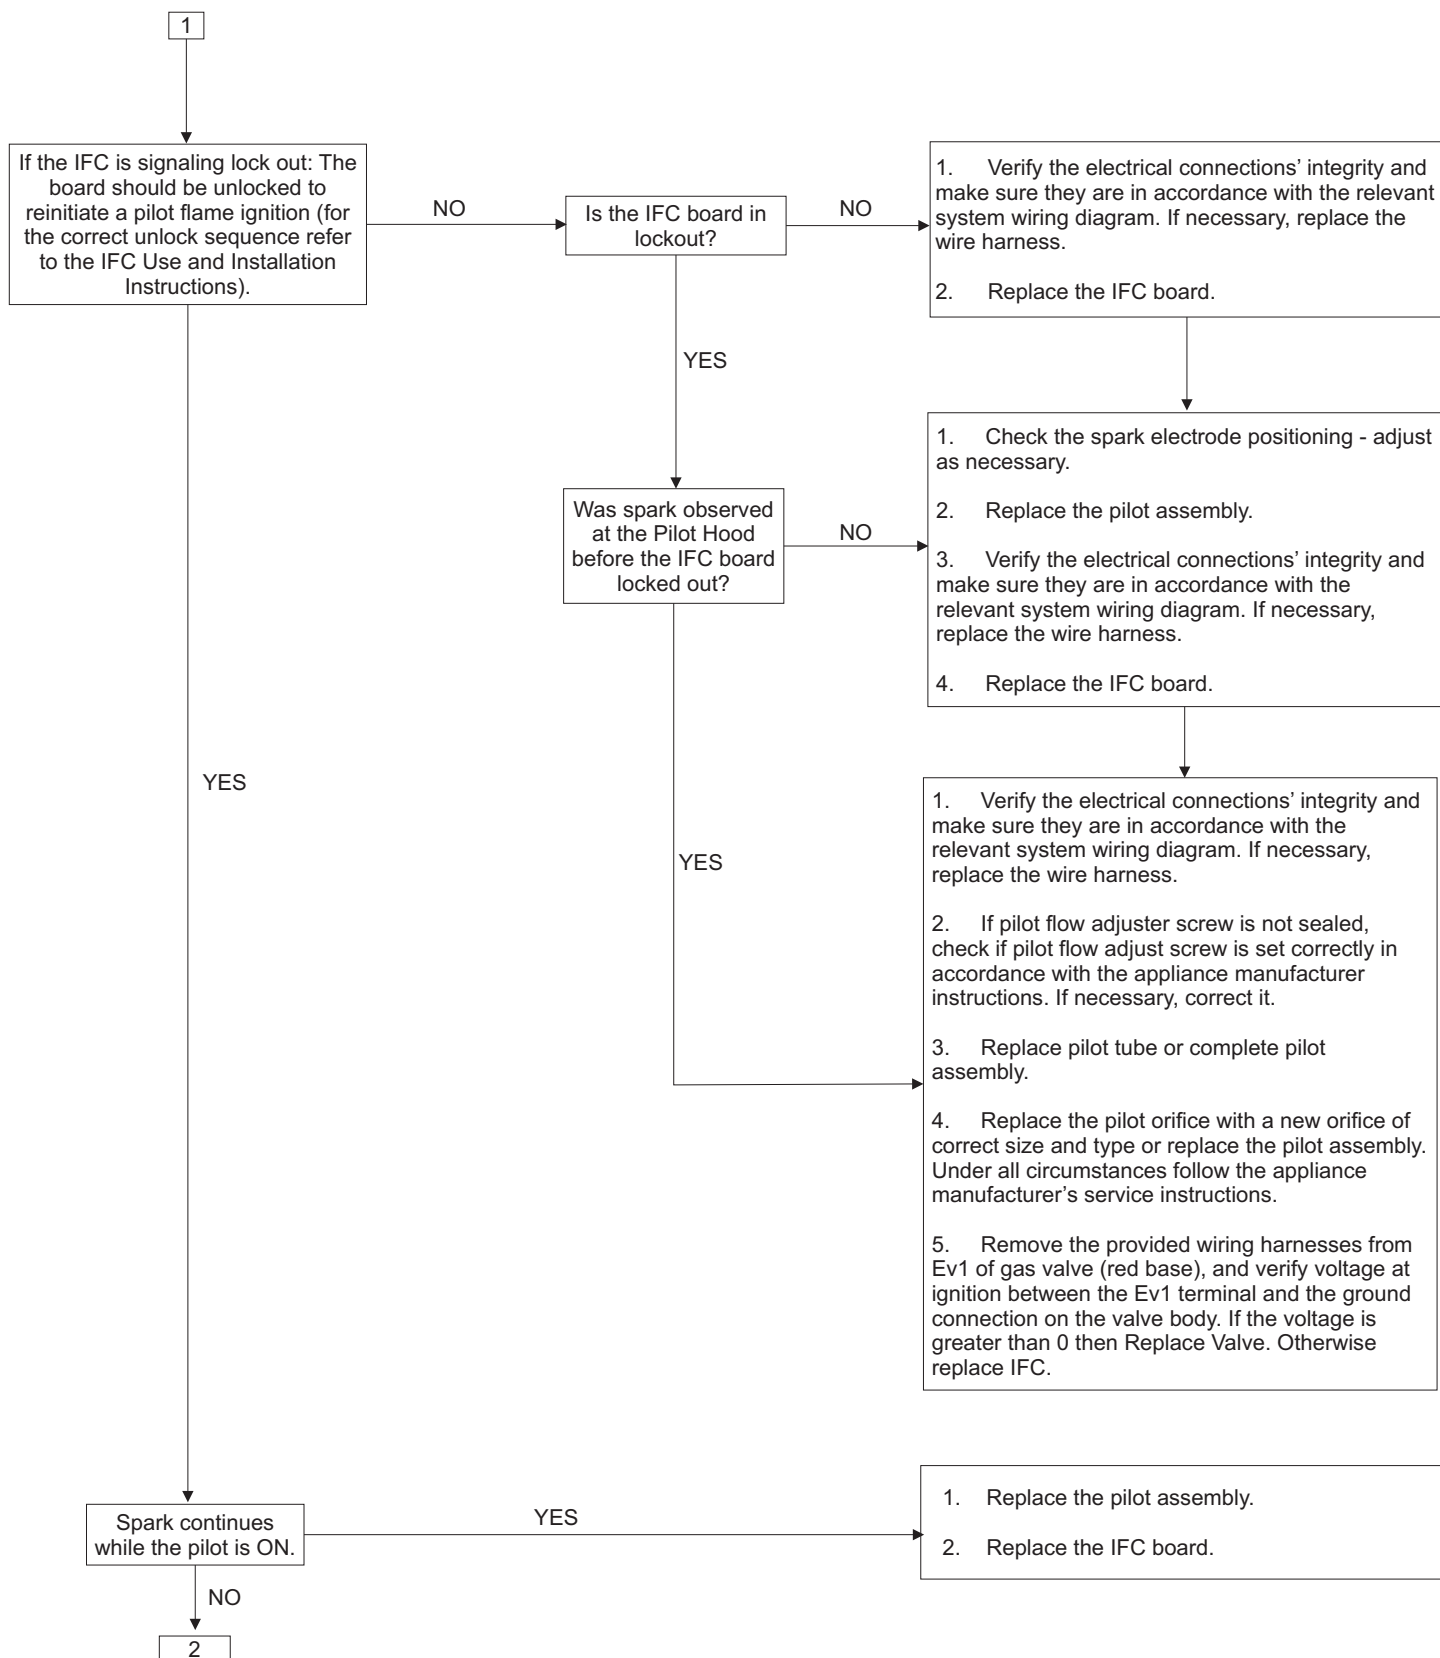 1
If the IFC is signaling lock out: The
board should be unlocked to
reinitiate a pilot flame ignition (for
the correct unlock sequence refer
to the IFC Use and Installation
Instructions).
NO
Is the IFC board in
lockout?
NO
1. Verify the electrical connections’ integrity and
make sure they are in accordance with the relevant
system wiring diagram. If necessary, replace the
wire harness.
2. Replace the IFC board.
YES
1. Check the spark electrode positioning - adjust
as necessary.
2. Replace the pilot assembly.
3. Verify the electrical connections’ integrity and
make sure they are in accordance with the
relevant system wiring diagram. If necessary,
replace the wire harness.
4. Replace the IFC board.
Was spark observed
at the Pilot Hood
before the IFC board
locked out?
NO
YES
YES
1. Verify the electrical connections’ integrity and
make sure they are in accordance with the
relevant system wiring diagram. If necessary,
replace the wire harness.
2. If pilot flow adjuster screw is not sealed,
check if pilot flow adjust screw is set correctly in
accordance with the appliance manufacturer
instructions. If necessary, correct it.
3. Replace pilot tube or complete pilot
assembly.
4. Replace the pilot orifice with a new orifice of
correct size and type or replace the pilot assembly.
Under all circumstances follow the appliance
manufacturer’s service instructions.
5. Remove the provided wiring harnesses from
Ev1 of gas valve (red base), and verify voltage at
ignition between the Ev1 terminal and the ground
connection on the valve body. If the voltage is
greater than 0 then Replace Valve. Otherwise
replace IFC.
Spark continues
while the pilot is ON.
YES
1. Replace the pilot assembly.
2. Replace the IFC board.
NO
2